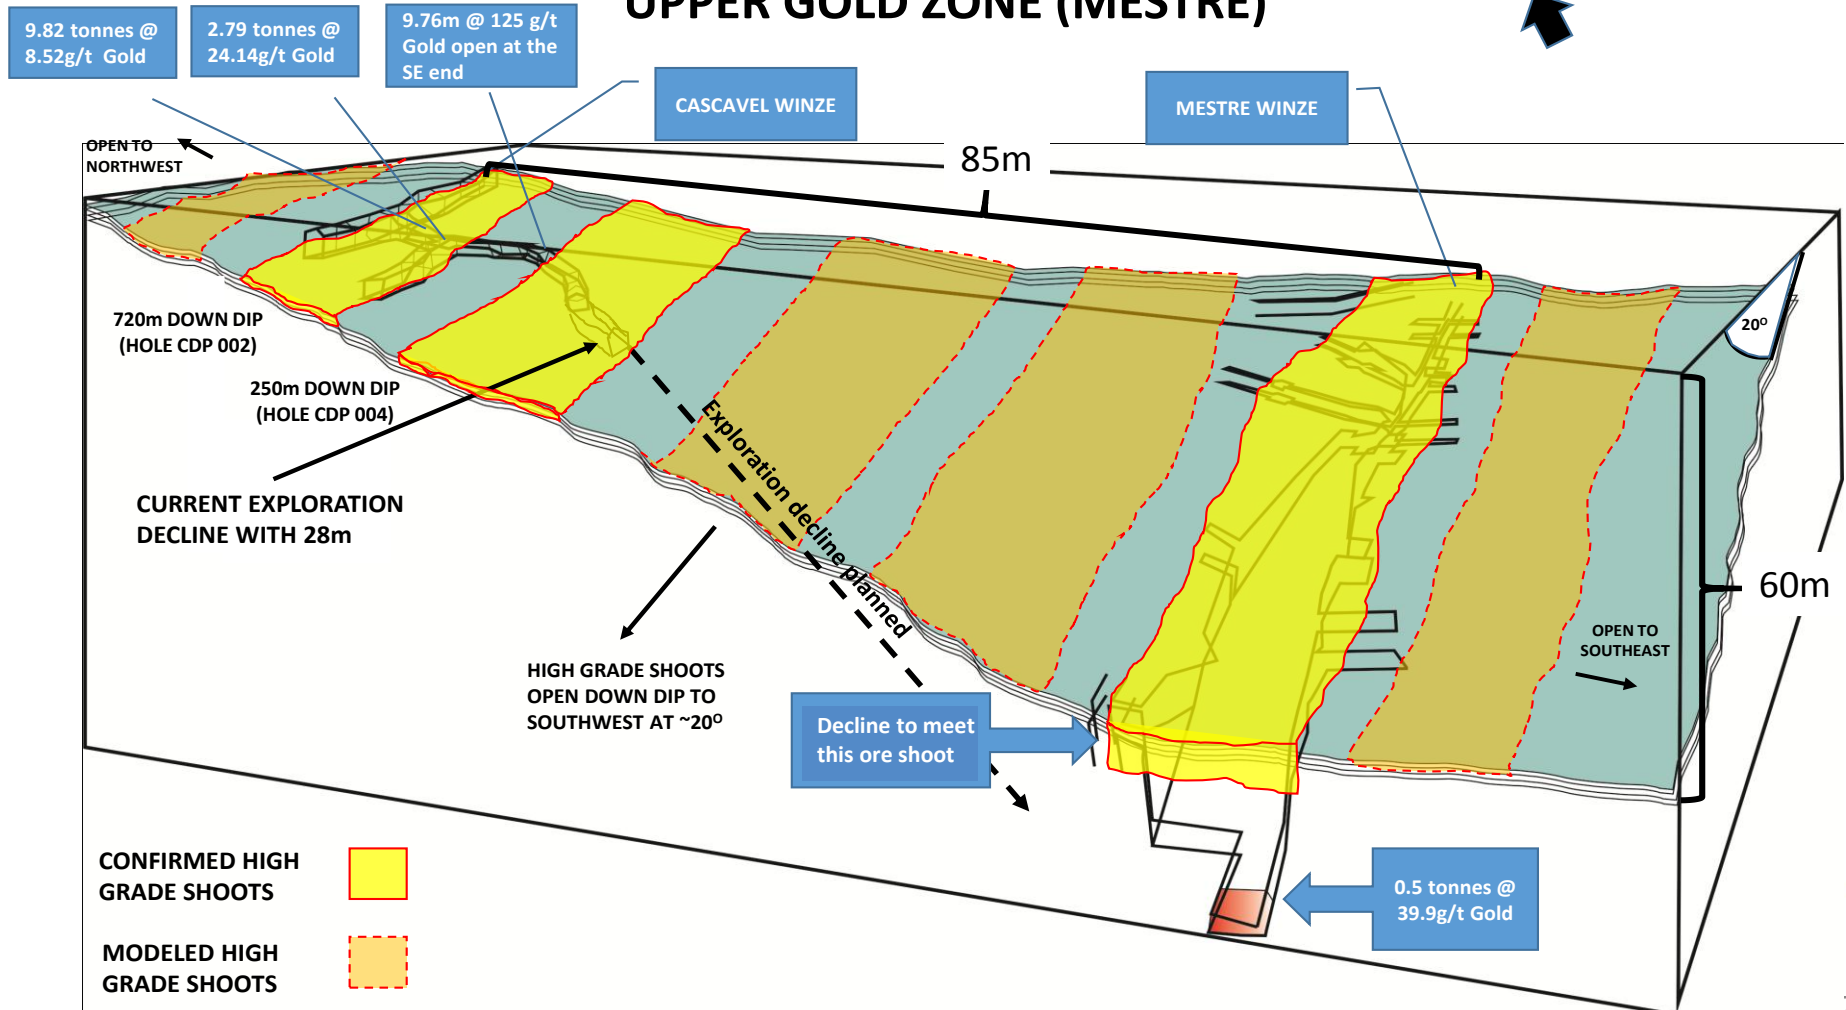 UPPER GOLD ZONE (MESTRE)
9.82 tonnes @
8.52g/t Gold
2.79 tonnes @
24.14g/t Gold
9.76m @ 125 g/t
Gold open at the
SE end
CASCAVEL WINZE
MESTRE WINZE
OPEN TO
NORTHWEST
85m
20⁰
720m DOWN DIP
(HOLE CDP 002)
250m DOWN DIP
(HOLE CDP 004)
CURRENT EXPLORATION
DECLINE WITH 28m
Exploration decline planned
60m
OPEN TO
SOUTHEAST
HIGH GRADE SHOOTS
OPEN DOWN DIP TO
SOUTHWEST AT ~20⁰
Decline to meet
this ore shoot
0.5 tonnes @
39.9g/t Gold
CONFIRMED HIGH
GRADE SHOOTS
MODELED HIGH
GRADE SHOOTS